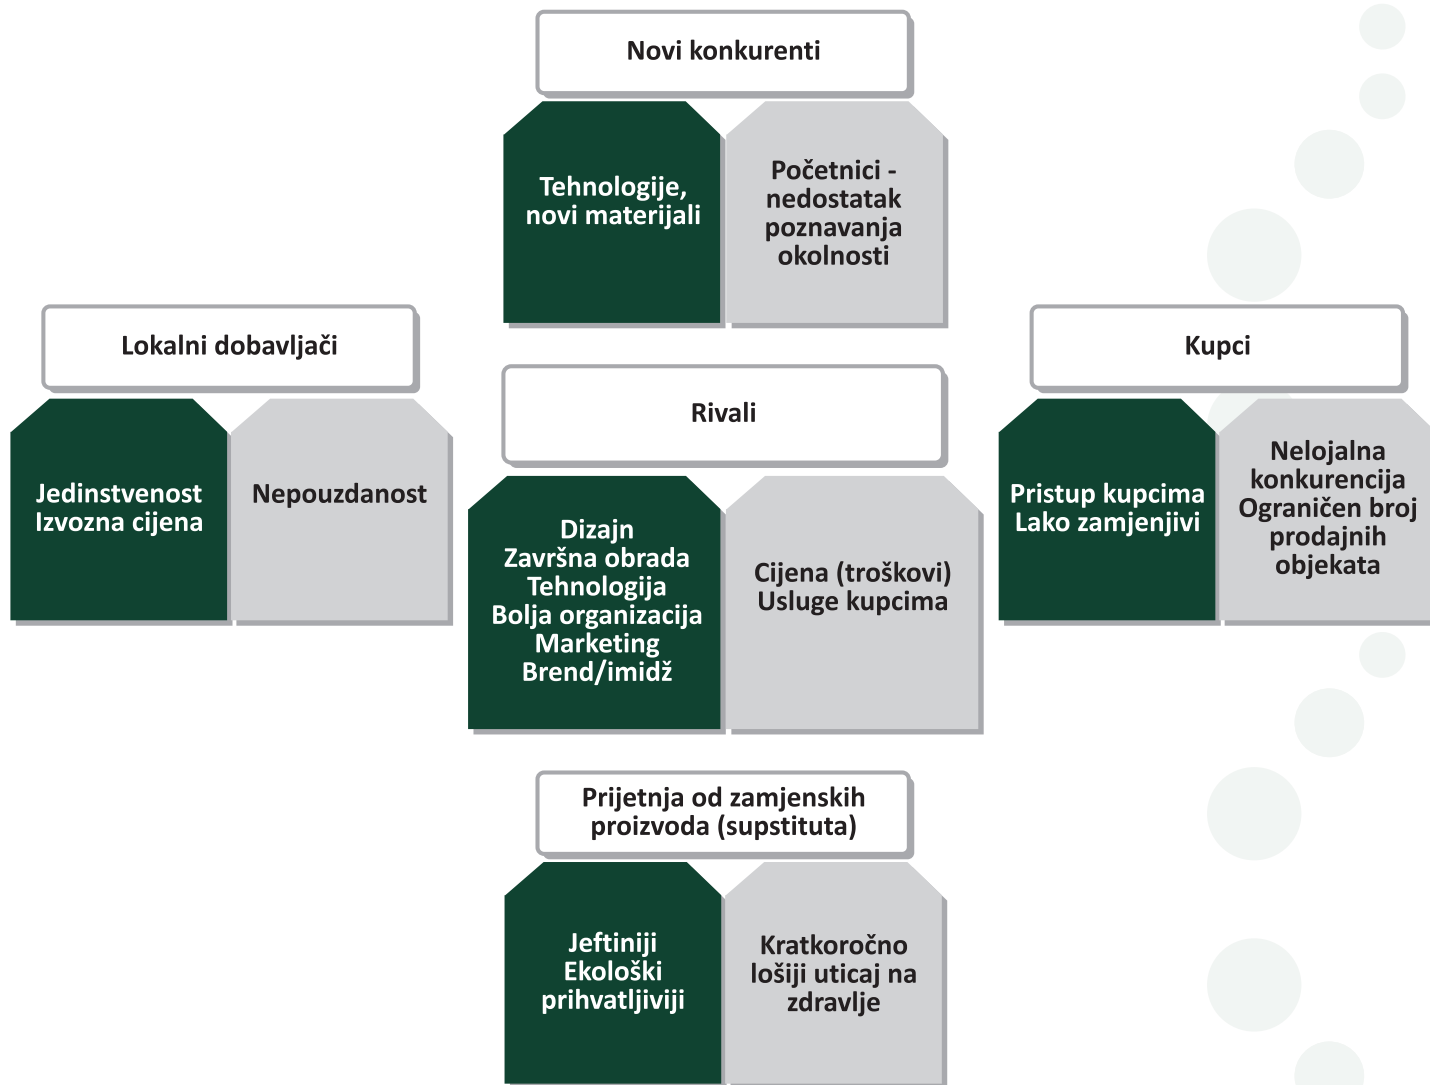 Novi konkurenti
Tehnologije,
novi materijali
Početnici -
nedostatak
poznavanja
okolnosti
Lokalni dobavljači
Jedinstvenost
Izvozna cijena
Nepouzdanost
Rivali
Dizajn
Završna obrada
Tehnologija
Bolja organizacija
Marketing
Brend/imidž
Cijena (troškovi)
Usluge kupcima
Kupci
Pristup kupcima
Lako zamjenjivi
Nelojalna
konkurencija
Ograničen broj
prodajnih
objekata
Prijetnja od zamjenskih
proizvoda (supstituta)
Jeftiniji
Ekološki
prihvatljiviji
Kratkoročno
lošiji uticaj na
zdravlje